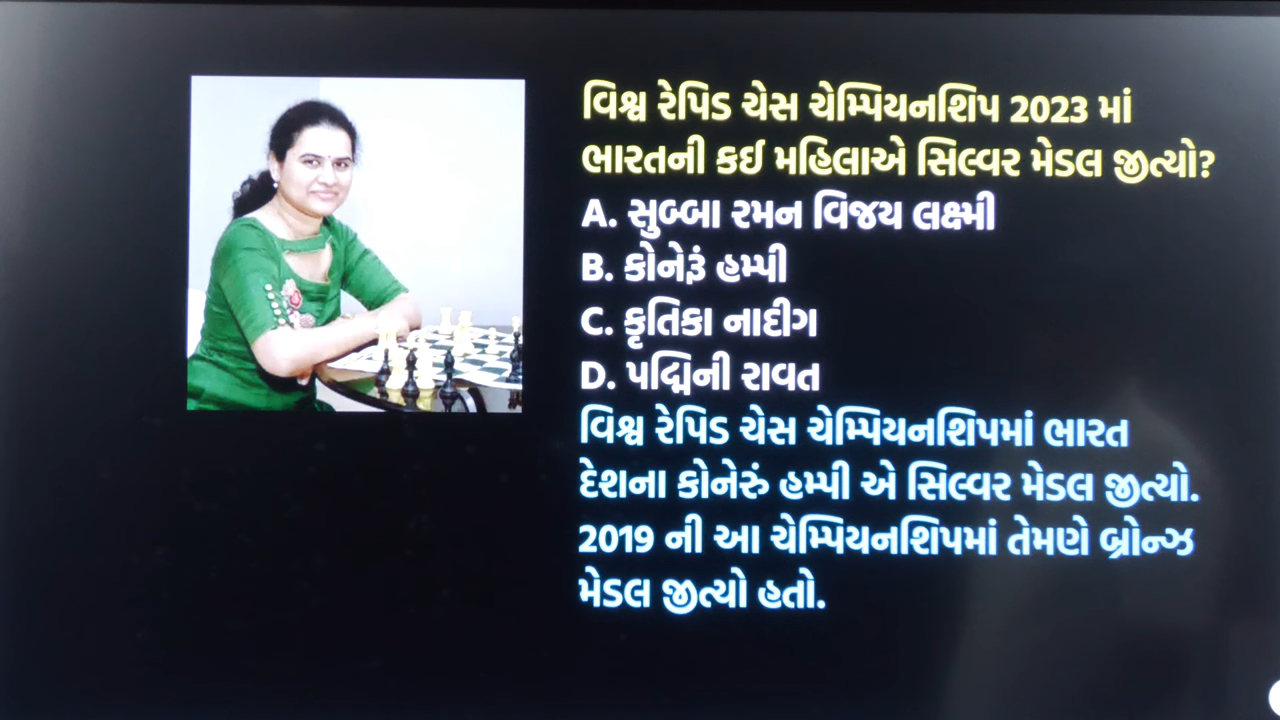 વિશ્વ રેપિડ ચેસ ચેમ્પિયનશિપ 2023 માં
ભારતની કઈ મહિલાએ સિલ્વર મેડલ જીત્યો?
A. સુબ્બા રમન વિજય લક્ષ્મી
B. કોનેરૂં હમ્પી
C. કૃતિકા નાદીગ
D. પદ્મિની રાવત
વિશ્વ રેપિડ ચેસ ચેમ્પિયનશિપમાં ભારત
દેશના કોનેરું હમ્પી એ સિલ્વર મેડલ જીત્યો.
2019 ની આ ચેમ્પિયનશિપમાં તેમણે બ્રોન્ઝ
મેડલ જીત્યો હતો.